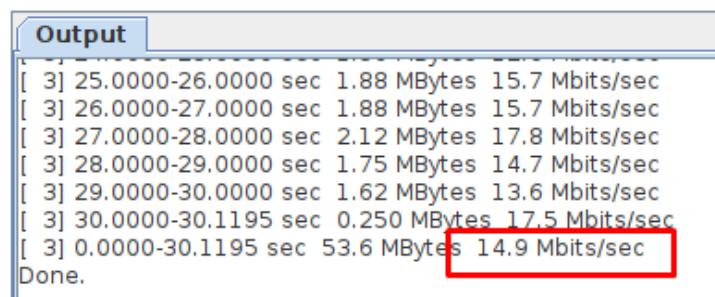 Output
[  3] 25.0000-26.0000 sec  1.88 MBytes  15.7 Mbits/sec
[  3] 26.0000-27.0000 sec  1.88 MBytes  15.7 Mbits/sec
[  3] 27.0000-28.0000 sec  2.12 MBytes  17.8 Mbits/sec
[  3] 28.0000-29.0000 sec  1.75 MBytes  14.7 Mbits/sec
[  3] 29.0000-30.0000 sec  1.62 MBytes  13.6 Mbits/sec
[  3] 30.0000-30.1195 sec  0.250 MBytes  17.5 Mbits/sec
[  3] 0.0000-30.1195 sec  53.6 MBytes  14.9 Mbits/sec
Done.